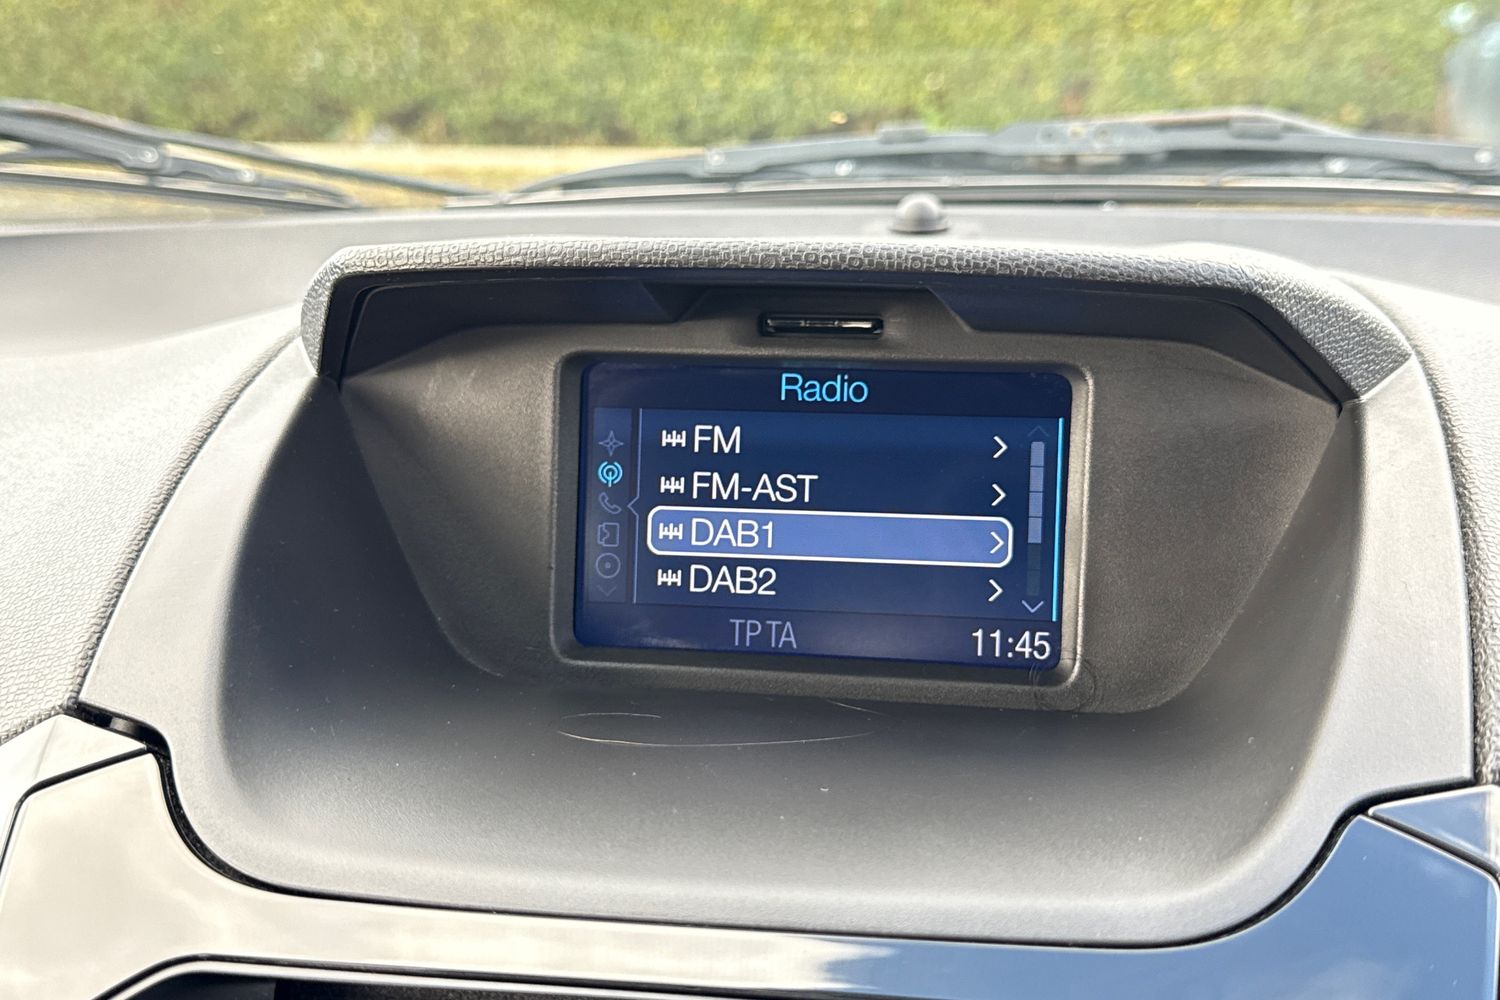 Radio
FM
FM-AST
DAB1
DAB2
TP TA
11:45